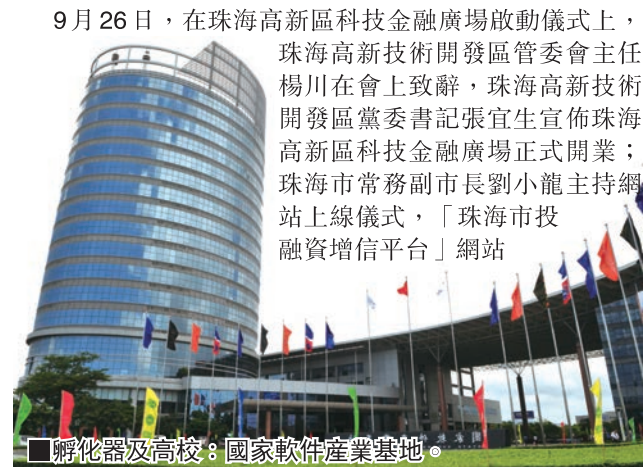 9月26日，在珠海高新區科技金融廣場啟動儀式上，
珠海高新技術開發區管委會主任
楊川在會上致辭，珠海高新技術
開發區黨委書記張宜生宣佈珠海
高新區科技金融廣場正式開業；
珠海市常務副市長劉小龍主持網
站上線儀式，「珠海市投
融資增信平台」網站
■孵化器及高校：國家軟件產業基地。